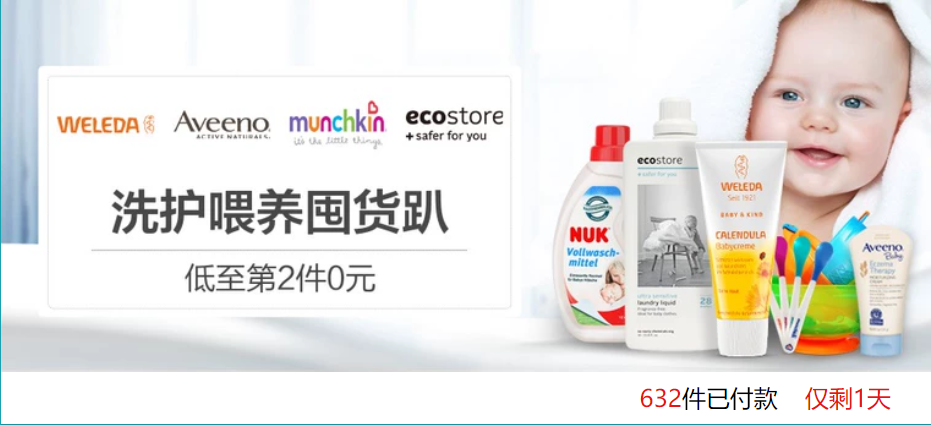 WELEDA
AVEENO
ACTIVE NATURALS
munchkin
it's the little things
ecostore
+ safer for you
洗护喂养囤货趴
低至第2件0元
NUK
Vollwasch-
mittel
ecostore
+ safer for you
ultra sensitive
laundry liquid
WELEDA
Seit 1921
BABY & KIND
CALENDULA
Babycreme
Aveeno
Baby
Eczema
Therapy
632件已付款 仅剩1天